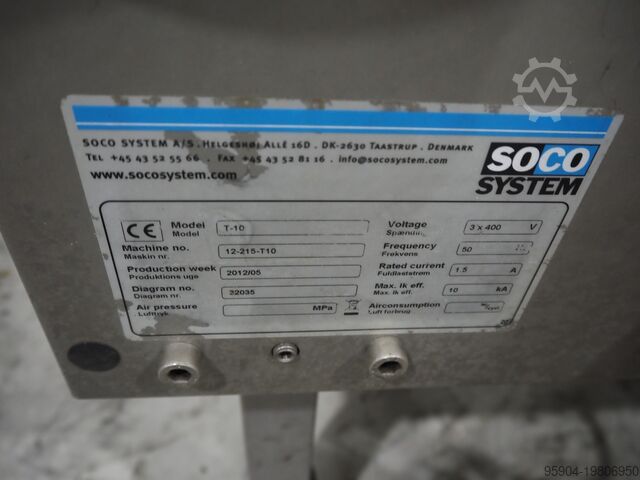 SOCO SYSTEM A/S . HELGESHØJ ALLÉ 16D . DK-2630 TAASTRUP . DENMARK
TEL +45 43 52 55 66 . FAX +45 43 52 81 16 . info@socosystem.com
www.socosystem.com
SOCO
SYSTEM
CE Model T-10 Voltage 3 x 400 V
Model Spænding
Machine no. 12-215-T10 Frequency 50
Maskin nr. Frekvens
Production week 2012/05 Rated current 1.5 A
Produktions uge Fuldlaststrøm
Diagram no. 32035 Max. Ik eff. 10 kA
Diagram nr. Max. Ik eff.
Air pressure MPa Airconsumption
Lufttryk Luft forbrug
95904-19806950